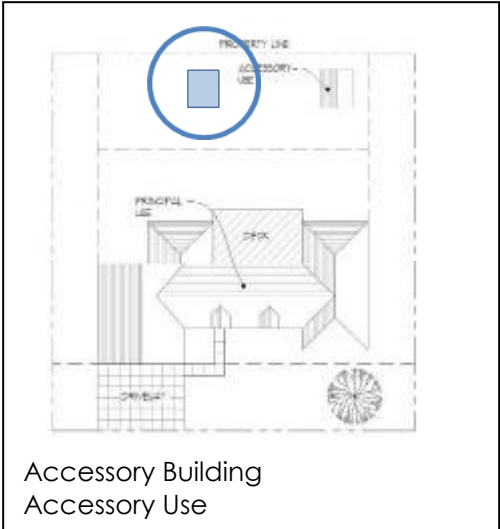 PROPERTY LINE
ACCESSORY
USE
PRINCIPAL
USE
DECK
DRIVEWAY
Accessory Building
Accessory Use